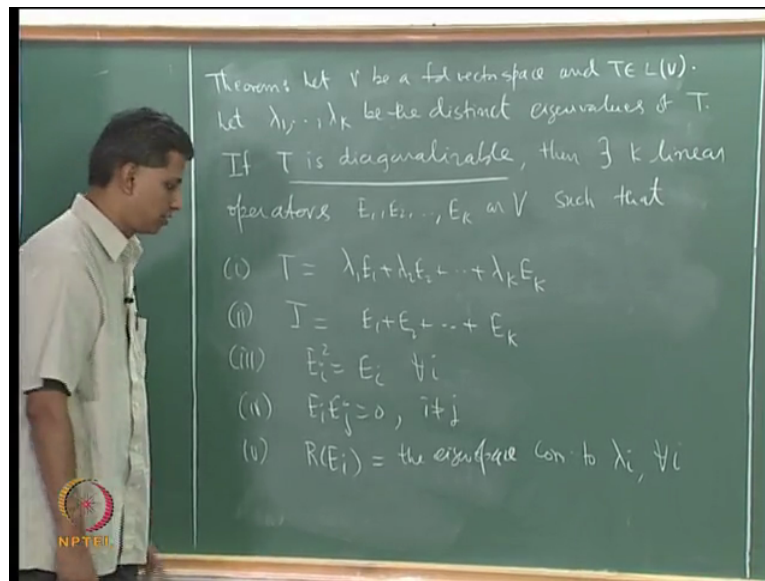 Theorem: Let V be a fd vector space and T ∈ L(V).
Let λ₁, ..., λₖ be the distinct eigenvalues of T.
If T is diagonalizable, then ∃ k linear
operators E₁, E₂, ..., Eₖ on V such that
(i) T = λ₁E₁ + λ₂E₂ + ... + λₖEₖ
(ii) I = E₁ + E₂ + ... + Eₖ
(iii) Eᵢ² = Eᵢ ∀i
(iv) EᵢEⱼ = 0, i ≠ j
(v) R(Eᵢ) = the eigenspace corr. to λᵢ, ∀i
NPTEL